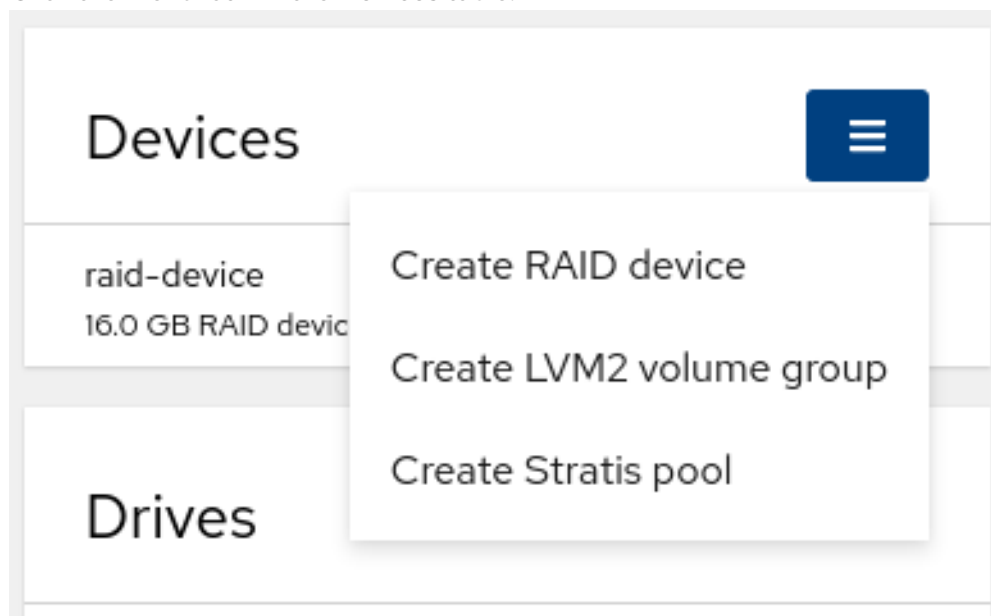 Devices
Create RAID device
raid-device
16.0 GB RAID devic
Create LVM2 volume group
Create Stratis pool
Drives